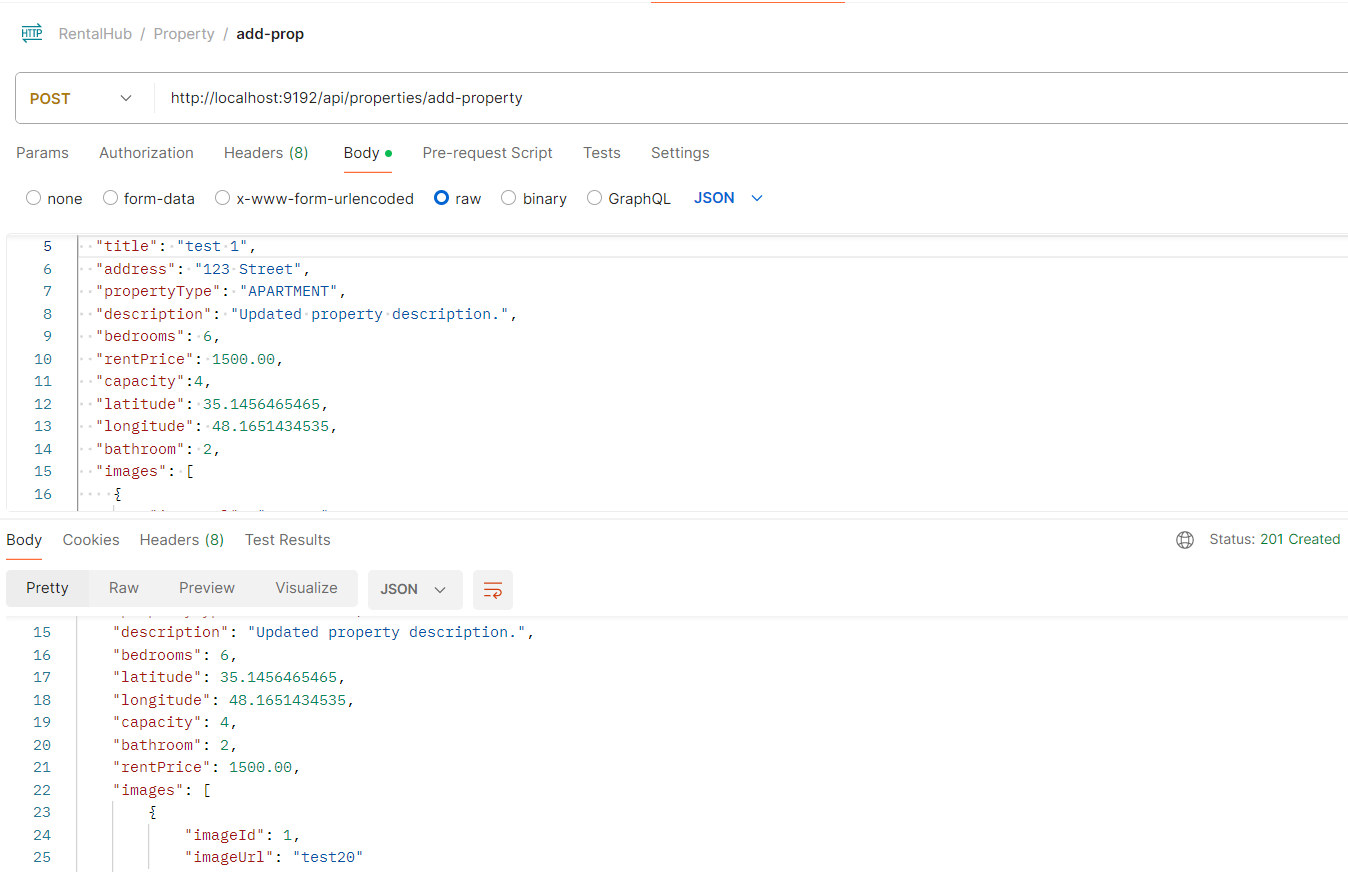 HTTP RentalHub / Property / add-prop
POST http://localhost:9192/api/properties/add-property
Params Authorization Headers (8) Body Pre-request Script Tests Settings
none form-data x-www-form-urlencoded raw binary GraphQL JSON
5 "title": "test 1",
6 "address": "123 Street",
7 "propertyType": "APARTMENT",
8 "description": "Updated property description.",
9 "bedrooms": 6,
10 "rentPrice": 1500.00,
11 "capacity":4,
12 "latitude": 35.1456465465,
13 "longitude": 48.1651434535,
14 "bathroom": 2,
15 "images": [
16 {
Body Cookies Headers (8) Test Results Status: 201 Created
Pretty Raw Preview Visualize JSON
15 "description": "Updated property description.",
16 "bedrooms": 6,
17 "latitude": 35.1456465465,
18 "longitude": 48.1651434535,
19 "capacity": 4,
20 "bathroom": 2,
21 "rentPrice": 1500.00,
22 "images": [
23 {
24 "imageId": 1,
25 "imageUrl": "test20"